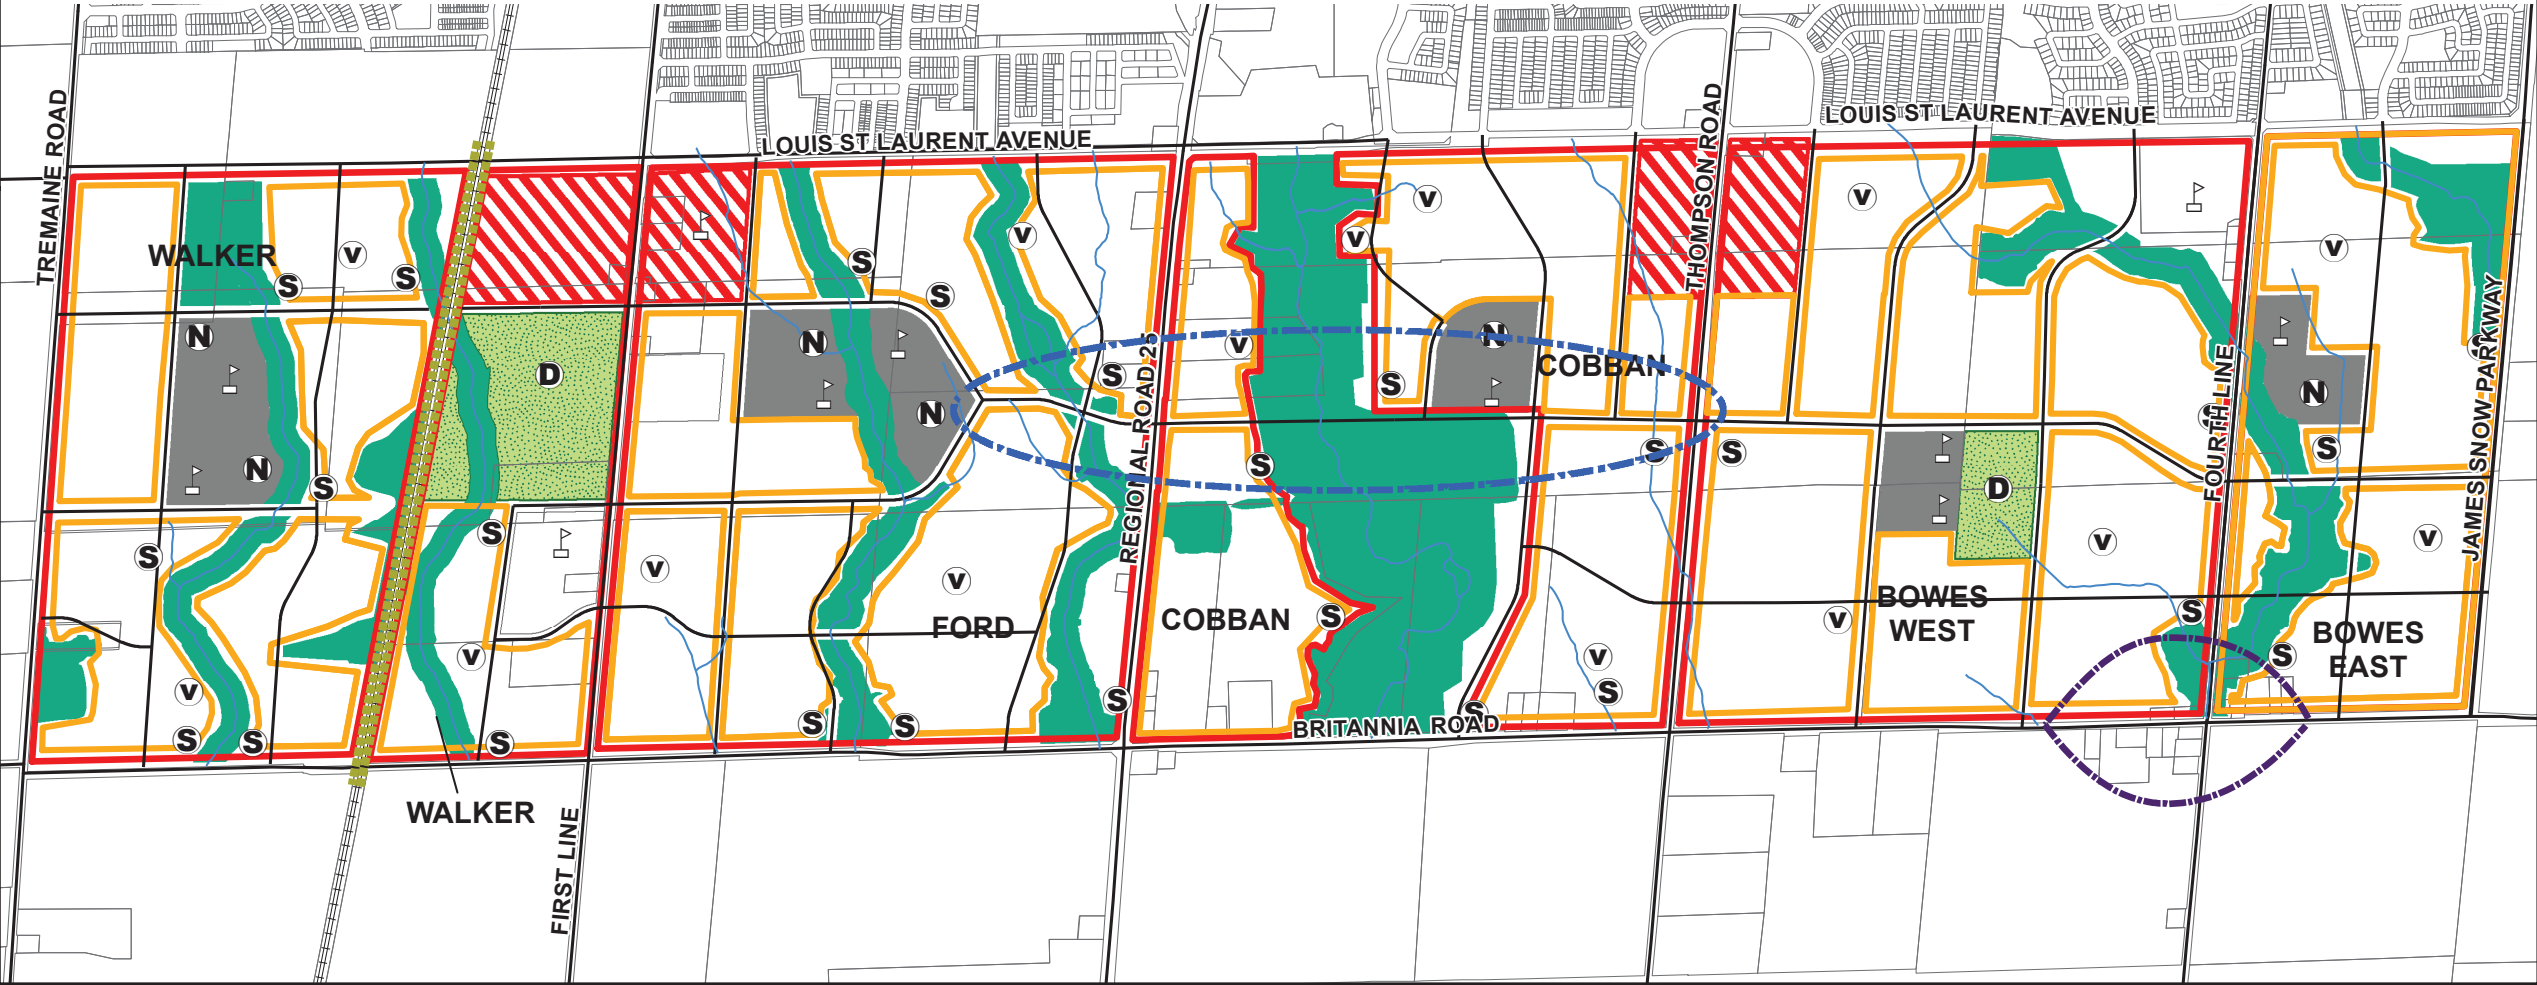 LOUIS ST LAURENT AVENUE
LOUIS ST LAURENT AVENUE
TREMAINE ROAD
THOMPSON ROAD
WALKER
V
S
S
S
S
V
V
V
V
V
V
N
N
N
S
V
COBBAN
D
S
S
N
REGIONAL ROAD 25
FOURTH LINE
JAMES SNOW PARKWAY
N
N
S
S
S
S
S
D
S
S
V
V
V
V
BOWES
WEST
FORD
COBBAN
S
V
S
BOWES
EAST
S
V
V
V
S
S
S
S
S
S
S
S
S
BRITANNIA ROAD
WALKER
FIRST LINE